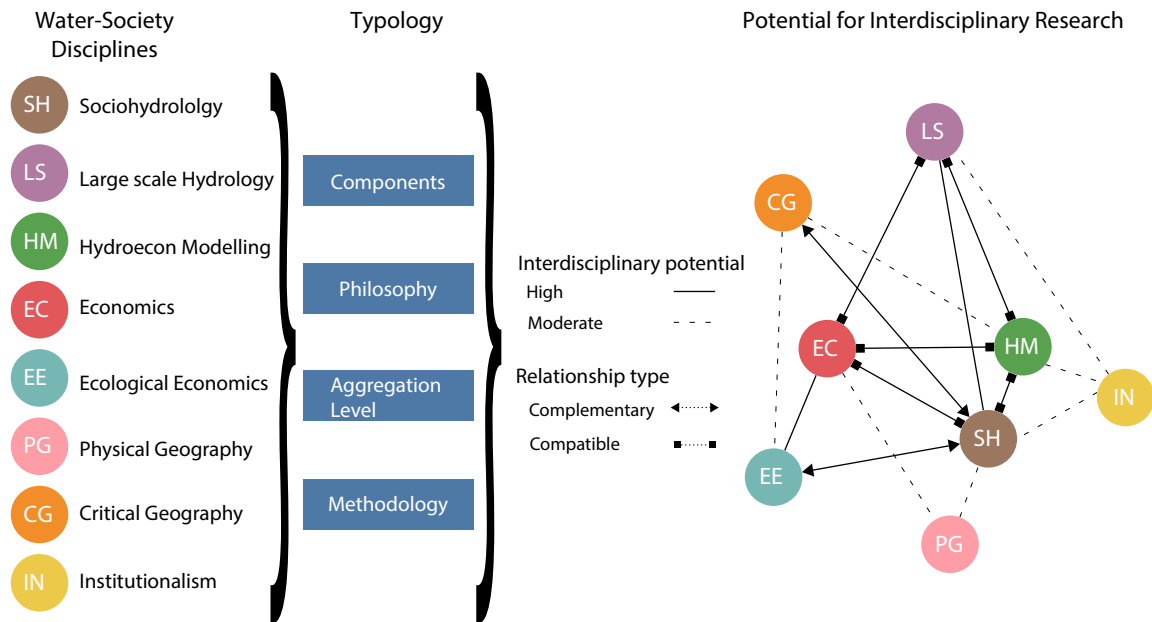 Water-Society
Disciplines
Typology
Potential for Interdisciplinary Research
SH Sociohydrololgy
LS Large scale Hydrology
HM Hydroecon Modelling
EC Economics
EE Ecological Economics
PG Physical Geography
CG Critical Geography
IN Institutionalism
Components
Philosophy
Aggregation
Level
Methodology
Interdisciplinary potential
High
Moderate
Relationship type
Complementary
Compatible
LS
CG
EC
HM
IN
SH
EE
PG